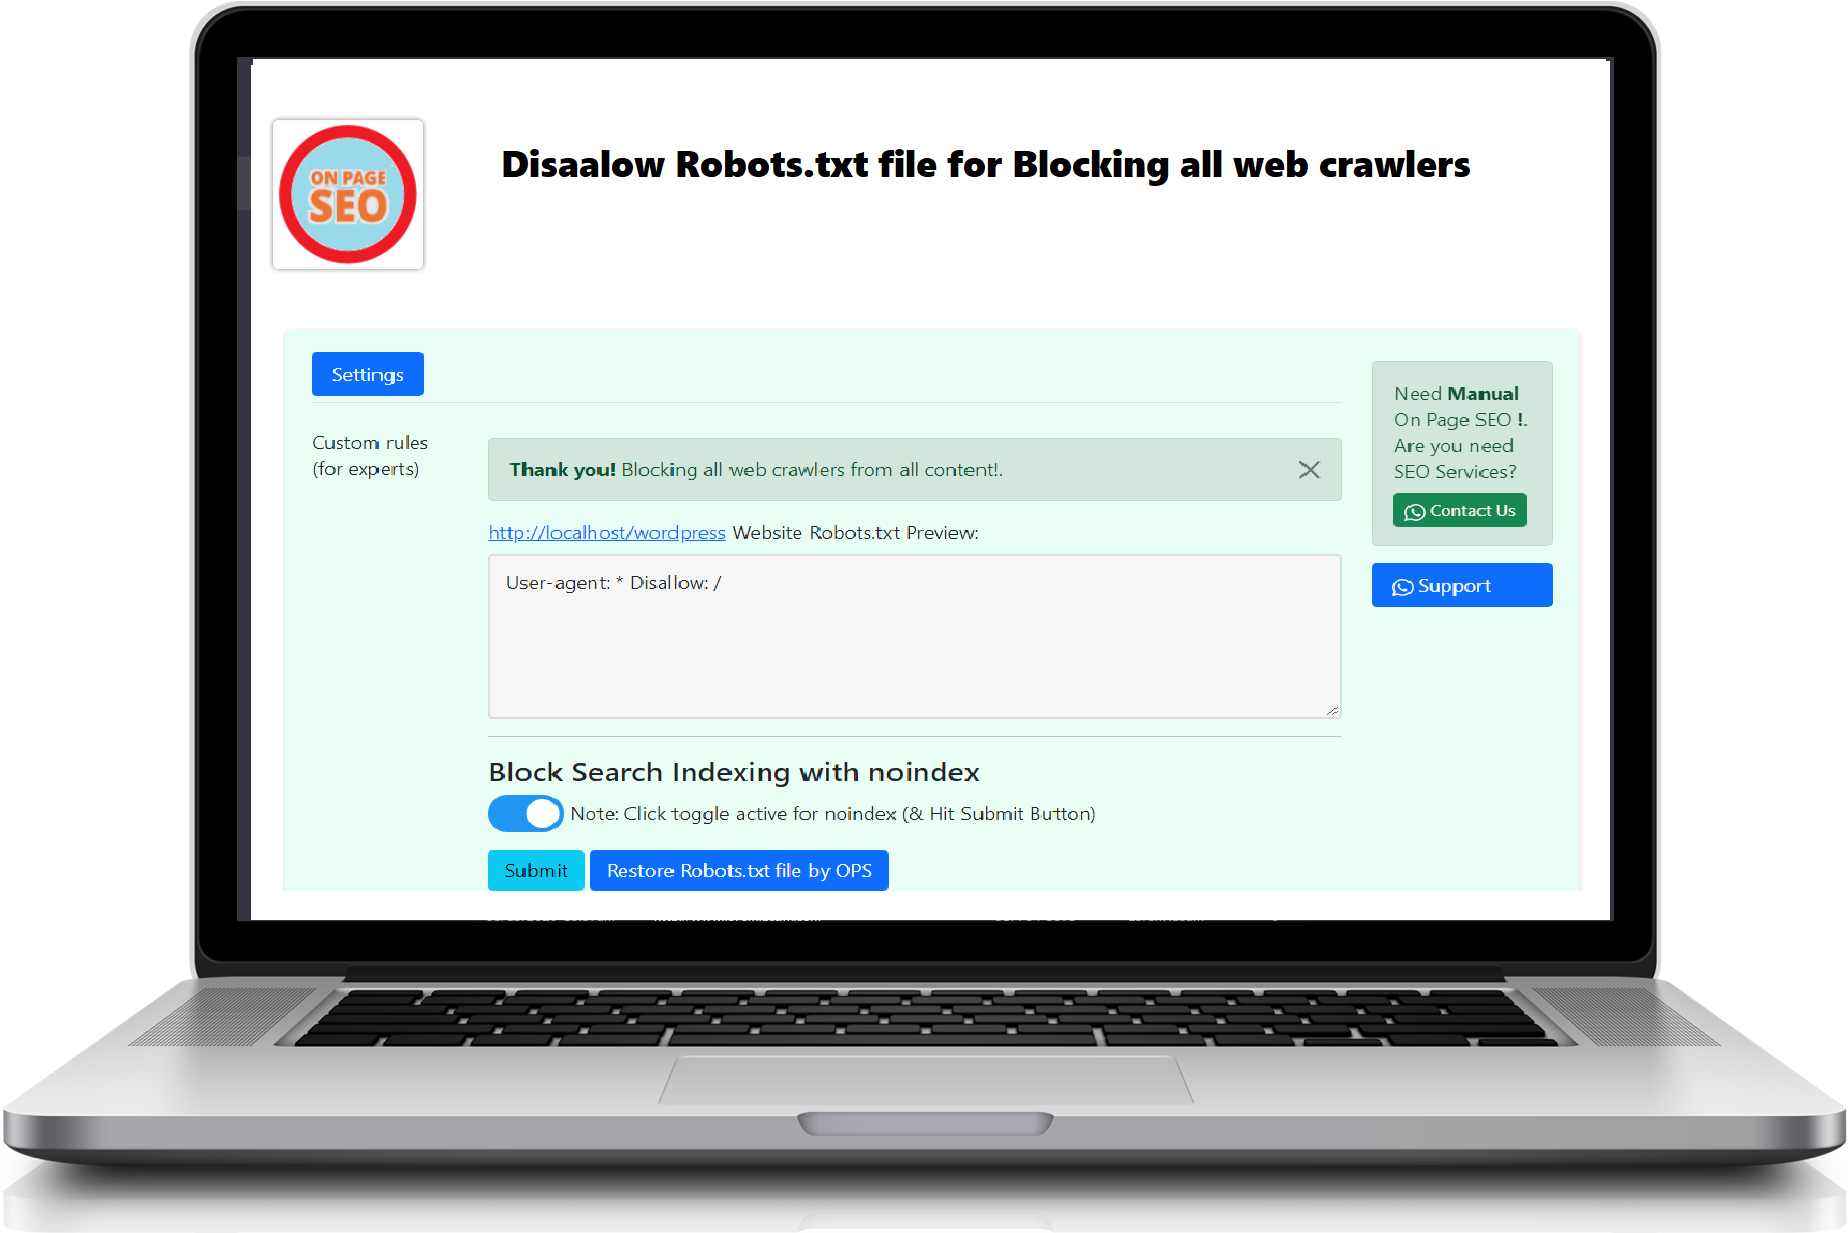 ON PAGE
SEO
Disaalow Robots.txt file for Blocking all web crawlers
Settings
Custom rules
(for experts)
Thank you! Blocking all web crawlers from all content!.
http://localhost/wordpress Website Robots.txt Preview:
User-agent: * Disallow: /
Block Search Indexing with noindex
Note: Click toggle active for noindex (& Hit Submit Button)
Submit Restore Robots.txt file by OPS
Need Manual
On Page SEO !.
Are you need
SEO Services?
Contact Us
Support